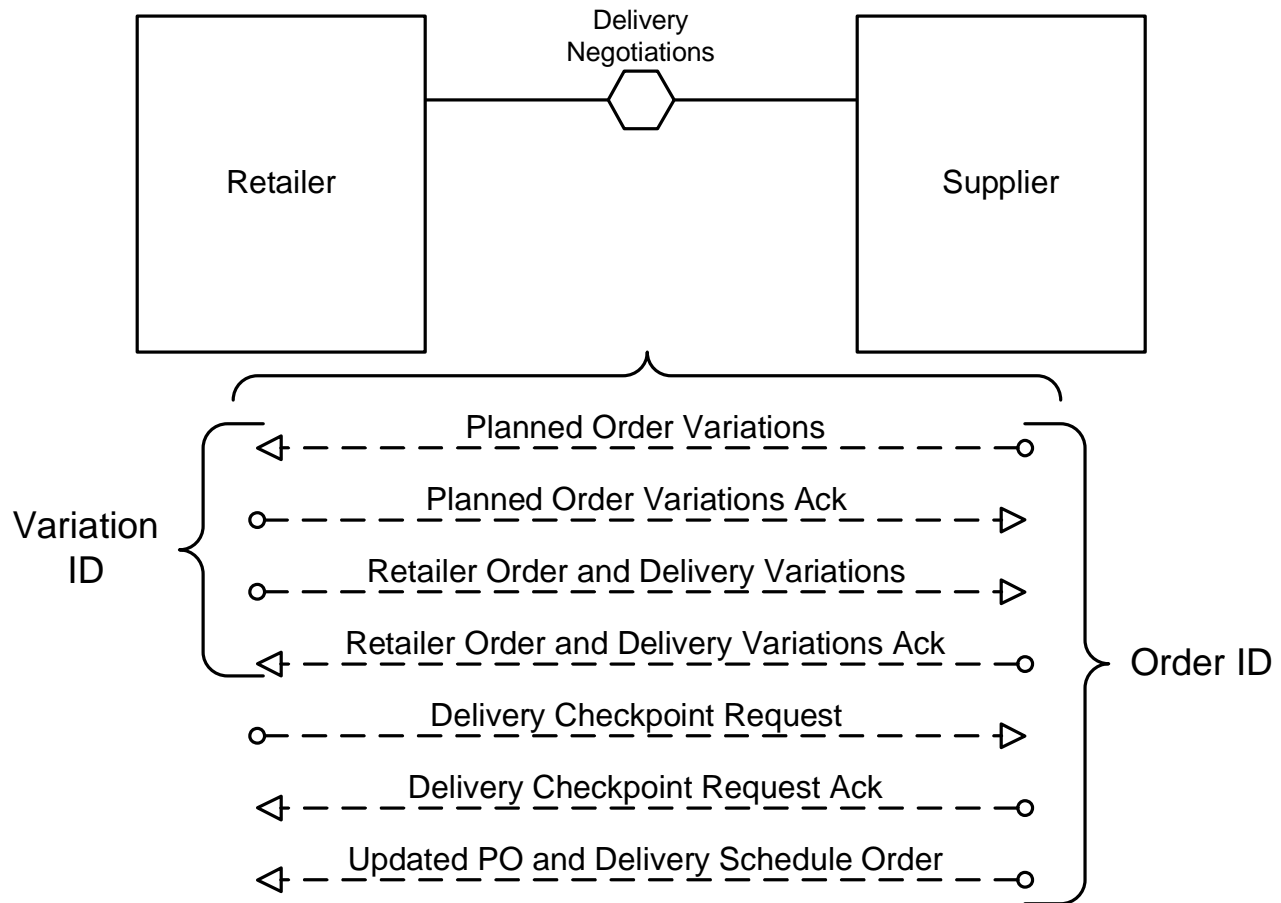 Delivery
Negotiations
Retailer
Supplier
Planned Order Variations
Planned Order Variations Ack
Variation
ID
Retailer Order and Delivery Variations
Retailer Order and Delivery Variations Ack
Order ID
Delivery Checkpoint Request
Delivery Checkpoint Request Ack
Updated PO and Delivery Schedule Order